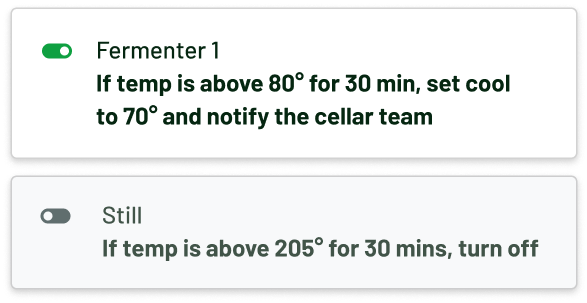 Fermenter 1
If temp is above 80° for 30 min, set cool
to 70° and notify the cellar team
Still
If temp is above 205° for 30 mins, turn off